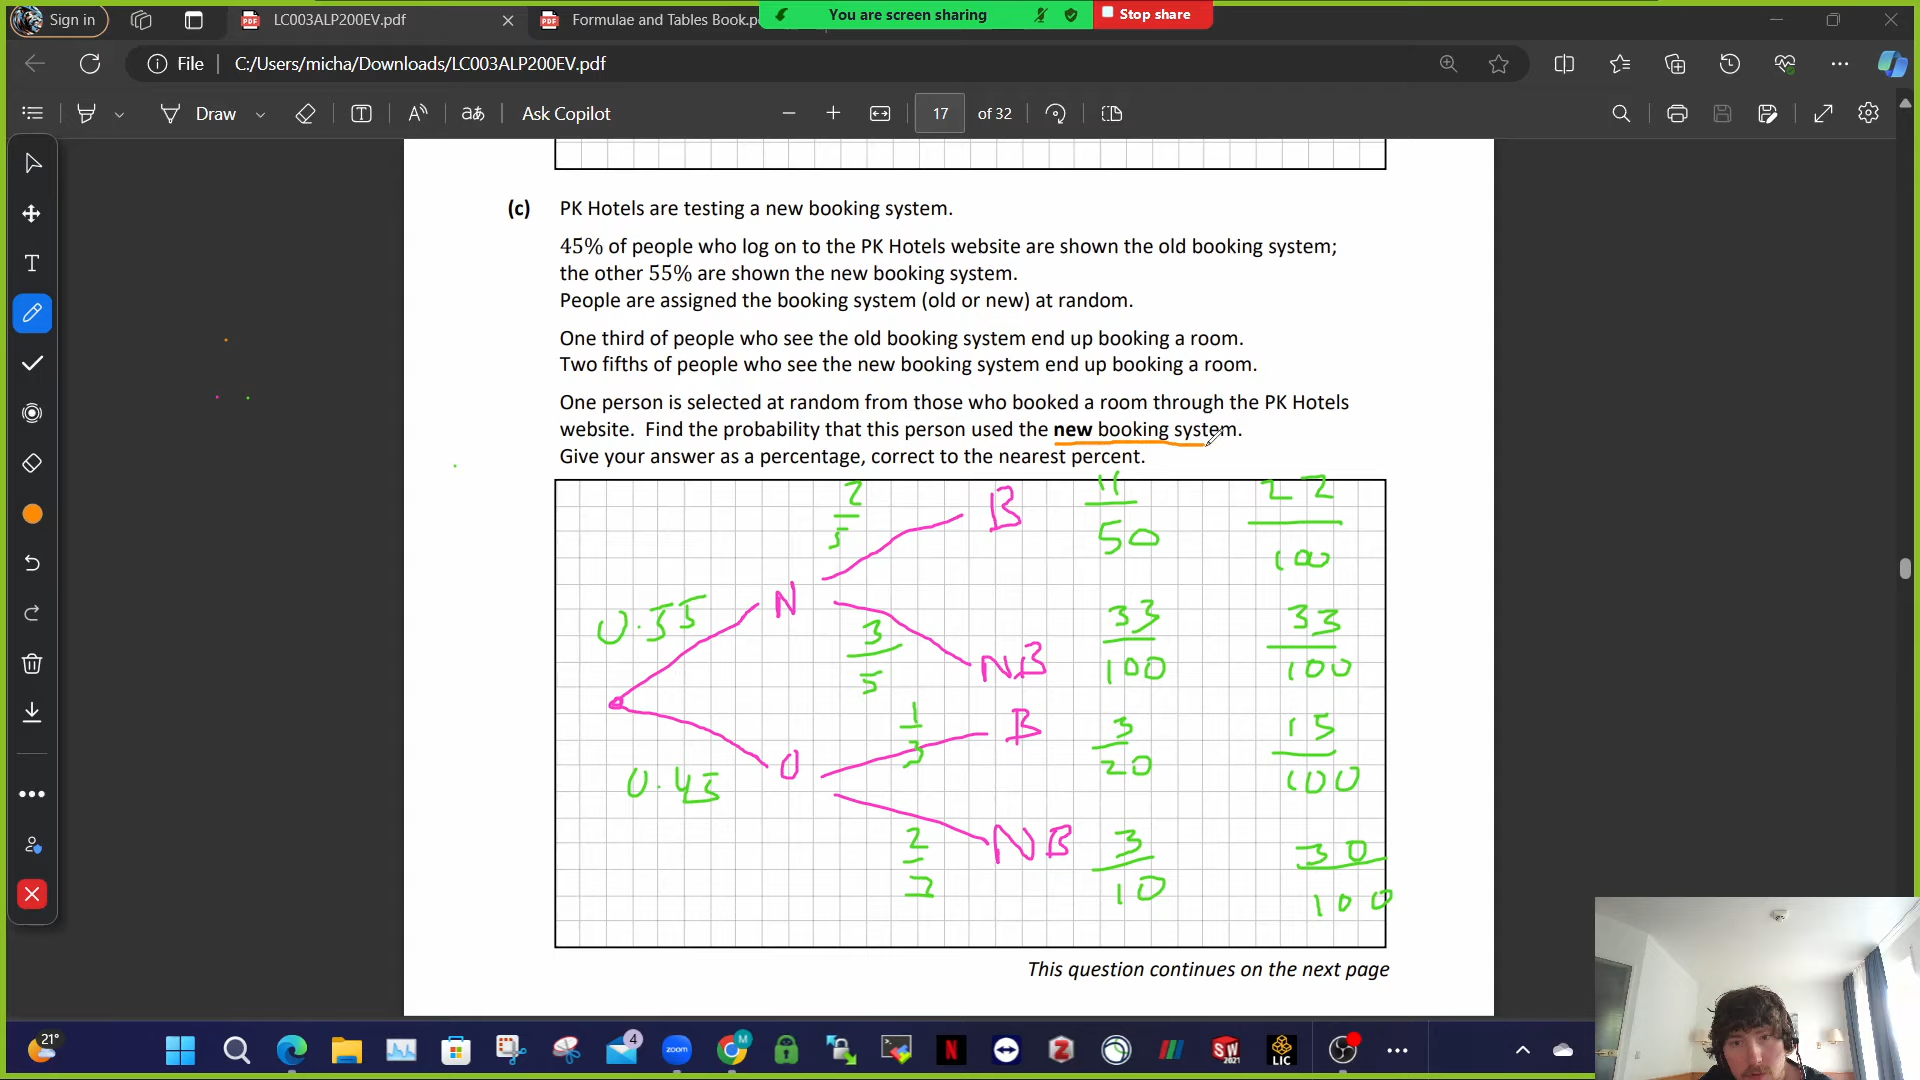 Sign in
LC003ALP200EV.pdf
Formulae and Tables Book.p
You are screen sharing
Stop share
File
C:/Users/micha/Downloads/LC003ALP200EV.pdf
Draw
Ask Copilot
17 of 32
(c) PK Hotels are testing a new booking system.
45% of people who log on to the PK Hotels website are shown the old booking system;
the other 55% are shown the new booking system.
People are assigned the booking system (old or new) at random.
One third of people who see the old booking system end up booking a room.
Two fifths of people who see the new booking system end up booking a room.
One person is selected at random from those who booked a room through the PK Hotels
website. Find the probability that this person used the new booking system.
Give your answer as a percentage, correct to the nearest percent.
2/5 B 11/50 22/100
0.55 N
3/5 NB 33/100 33/100
1/3 B 3/20 15/100
0.45 O
NB 3/10 30/100
This question continues on the next page
21°
4
zoom
M
N
Z
SW
2021
LIC